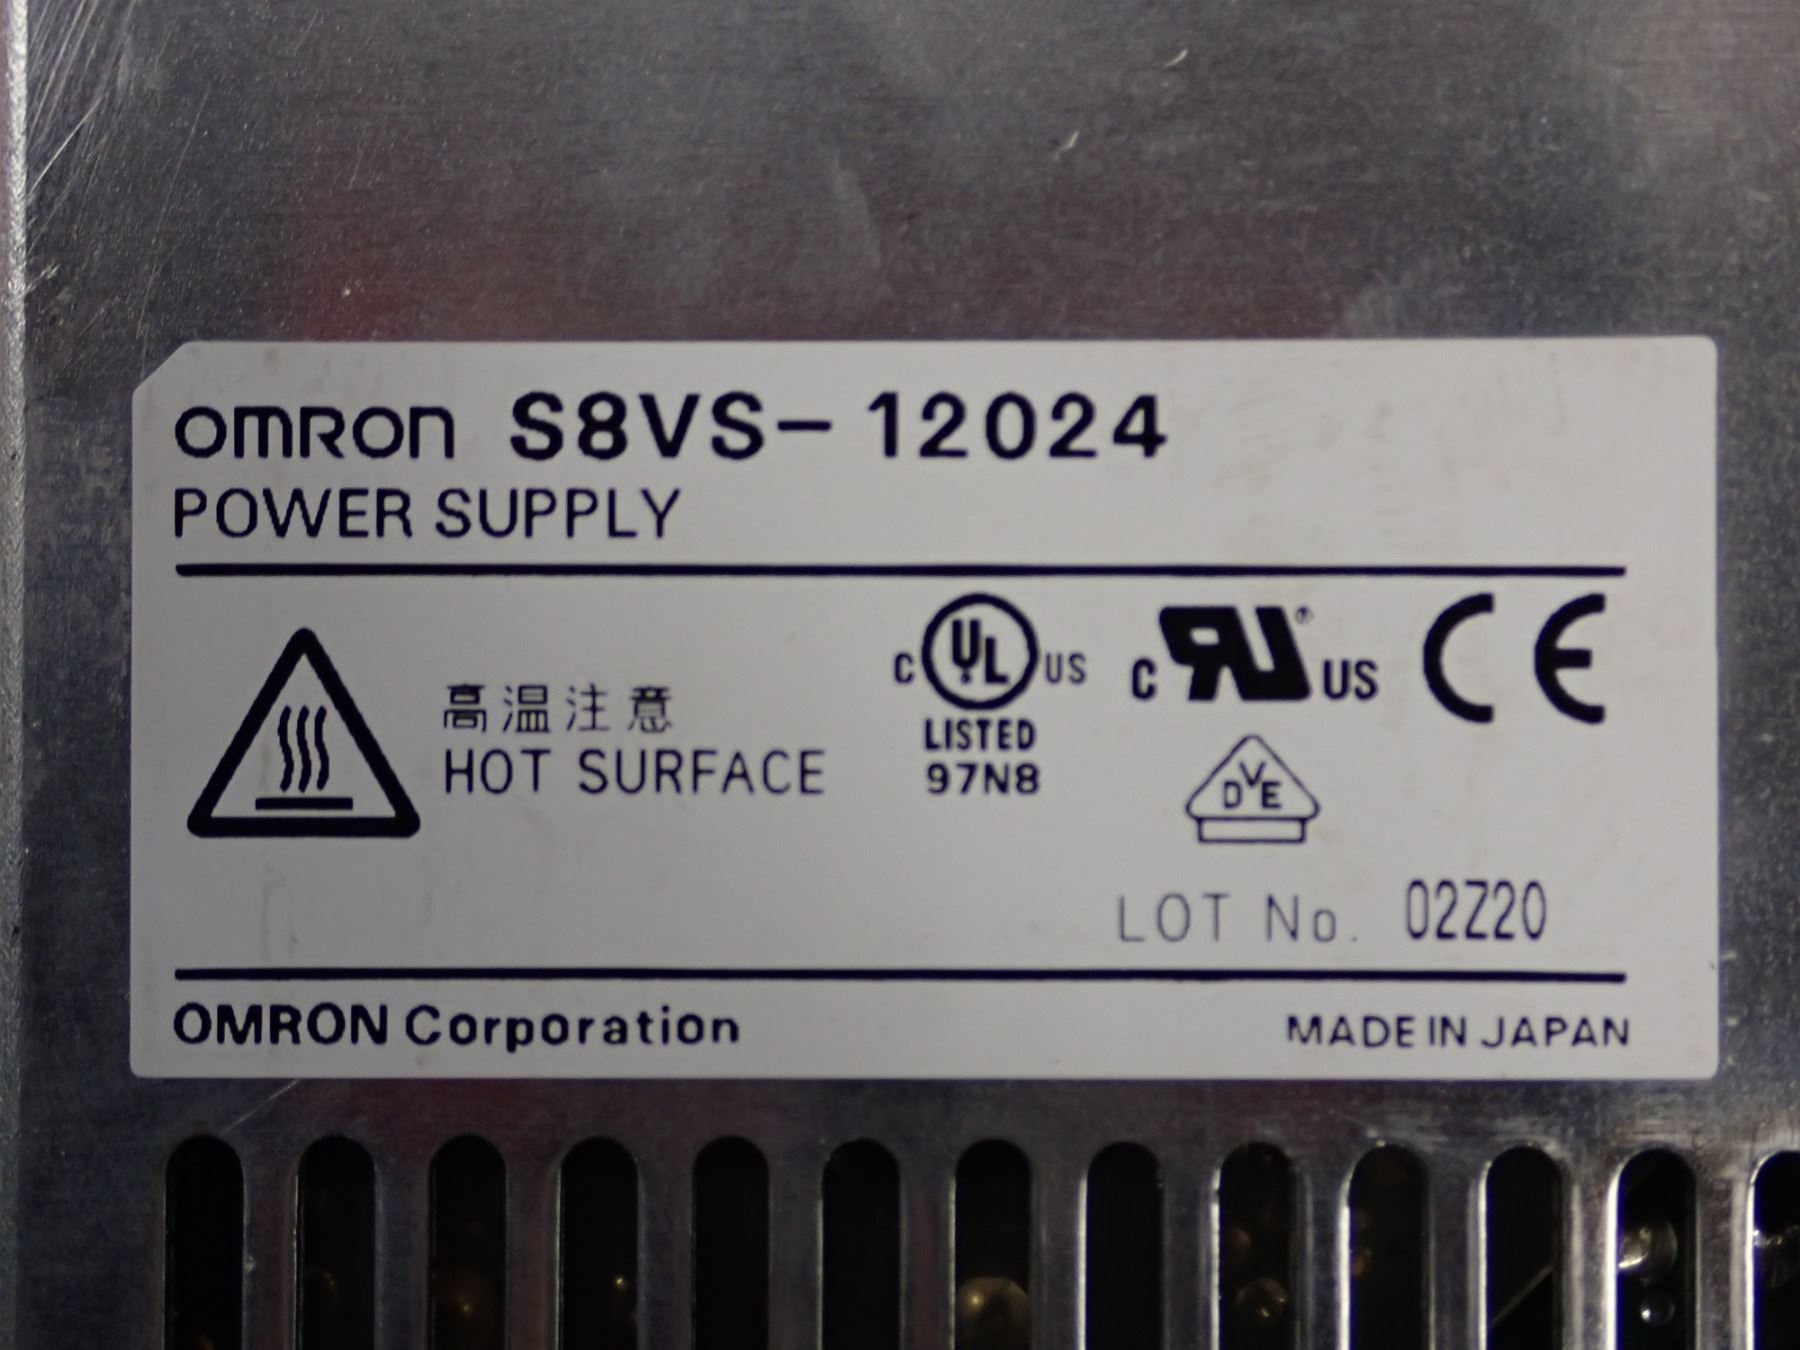 omron S8VS-12024
POWER SUPPLY
高温注意
HOT SURFACE
C UL US
LISTED
97N8
C RU® US
CE
DVE
LOT No. 02Z20
OMRON Corporation
MADE IN JAPAN